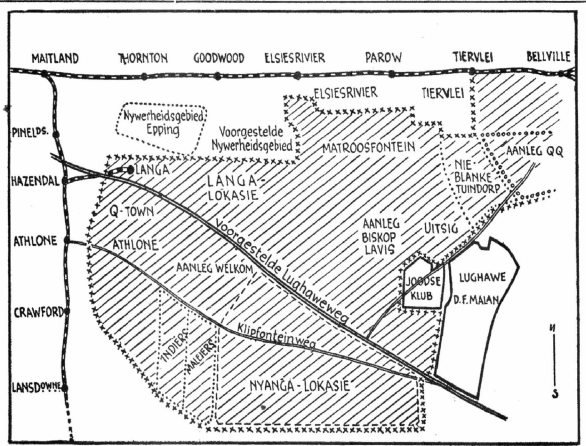 MAITLAND
THORNTON
GOODWOOD
ELSIESRIVIER
PAROW
TIERVLEI
BELLVILLE
ELSIESRIVIER
TIERVLEI
Nywerheidsgebied
Epping
Voorgestelde
Nywerheidsgebied
PINELDS.
MATROOSFONTEIN
NIE-
BLANKE
TUINDORP
AANLEG QQ
LANGA
HAZENDAL
LANGA-
LOKASIE
Q-TOWN
AANLEG
BISKOP
LAVIS
UITSIG
ATHLONE
ATHLONE
Voorgestelde Lughaweweg
AANLEG WELKOM
JOODSE
KLUB
LUGHAWE
D.F. MALAN
CRAWFORD
INDIËRS
MALEIERS
Klipfonteinweg
N
S
LANSDOWNE
NYANGA-LOKASIE